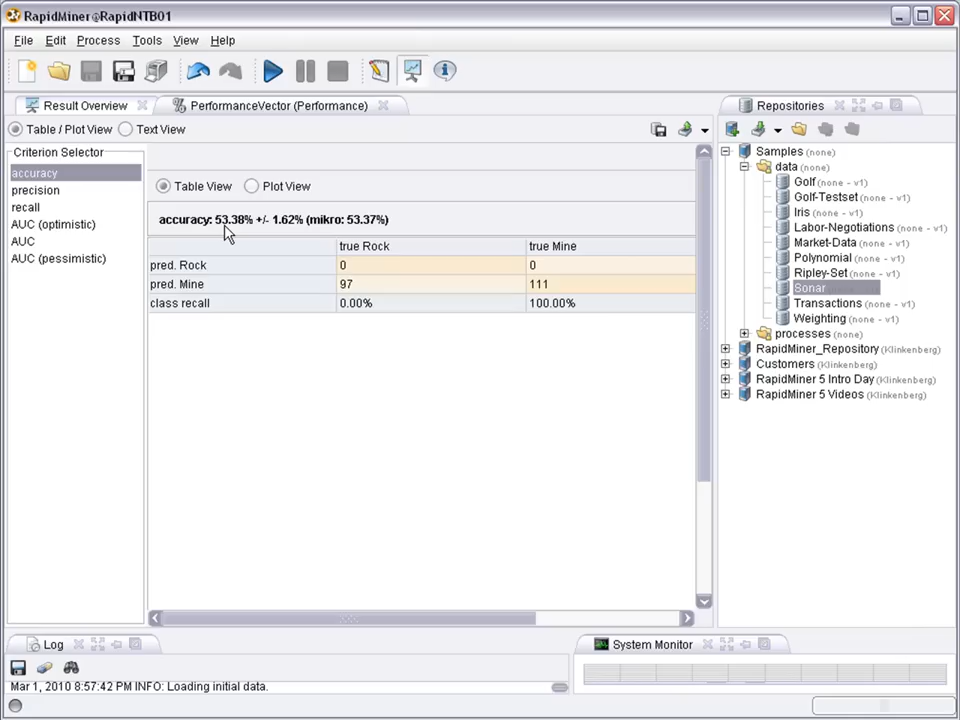 RapidMiner@RapidNTB01
File Edit Process Tools View Help
Result Overview PerformanceVector (Performance) Repositories
Table / Plot View Text View
Criterion Selector
accuracy
precision
recall
AUC (optimistic)
AUC
AUC (pessimistic)
Table View Plot View
accuracy: 53.38% +/- 1.62% (mikro: 53.37%)
true Rock true Mine
pred. Rock 0 0
pred. Mine 97 111
class recall 0.00% 100.00%
Samples (none)
data (none)
Golf (none - v1)
Golf-Testset (none - v1)
Iris (none - v1)
Labor-Negotiations (none - v1)
Market-Data (none - v1)
Polynomial (none - v1)
Ripley-Set (none - v1)
Sonar
Transactions (none - v1)
Weighting (none - v1)
processes (none)
RapidMiner_Repository (Klinkenberg)
Customers (Klinkenberg)
RapidMiner 5 Intro Day (Klinkenberg)
RapidMiner 5 Videos (Klinkenberg)
Log System Monitor
Mar 1, 2010 8:57:42 PM INFO: Loading initial data.